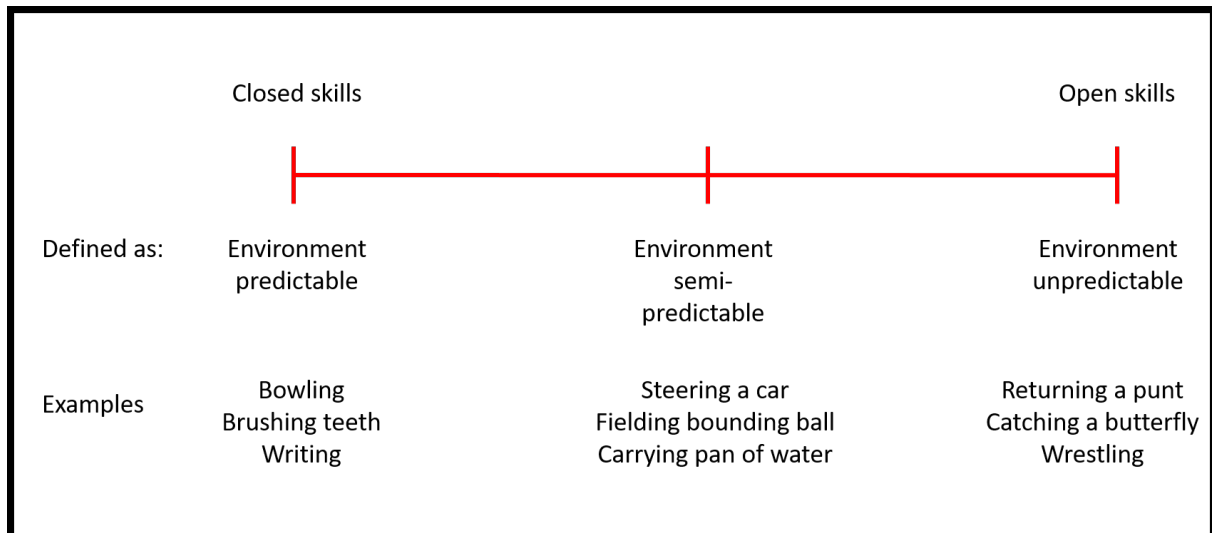 Closed skills
Open skills
Defined as:
Environment
predictable
Environment
semi-
predictable
Environment
unpredictable
Examples
Bowling
Brushing teeth
Writing
Steering a car
Fielding bounding ball
Carrying pan of water
Returning a punt
Catching a butterfly
Wrestling